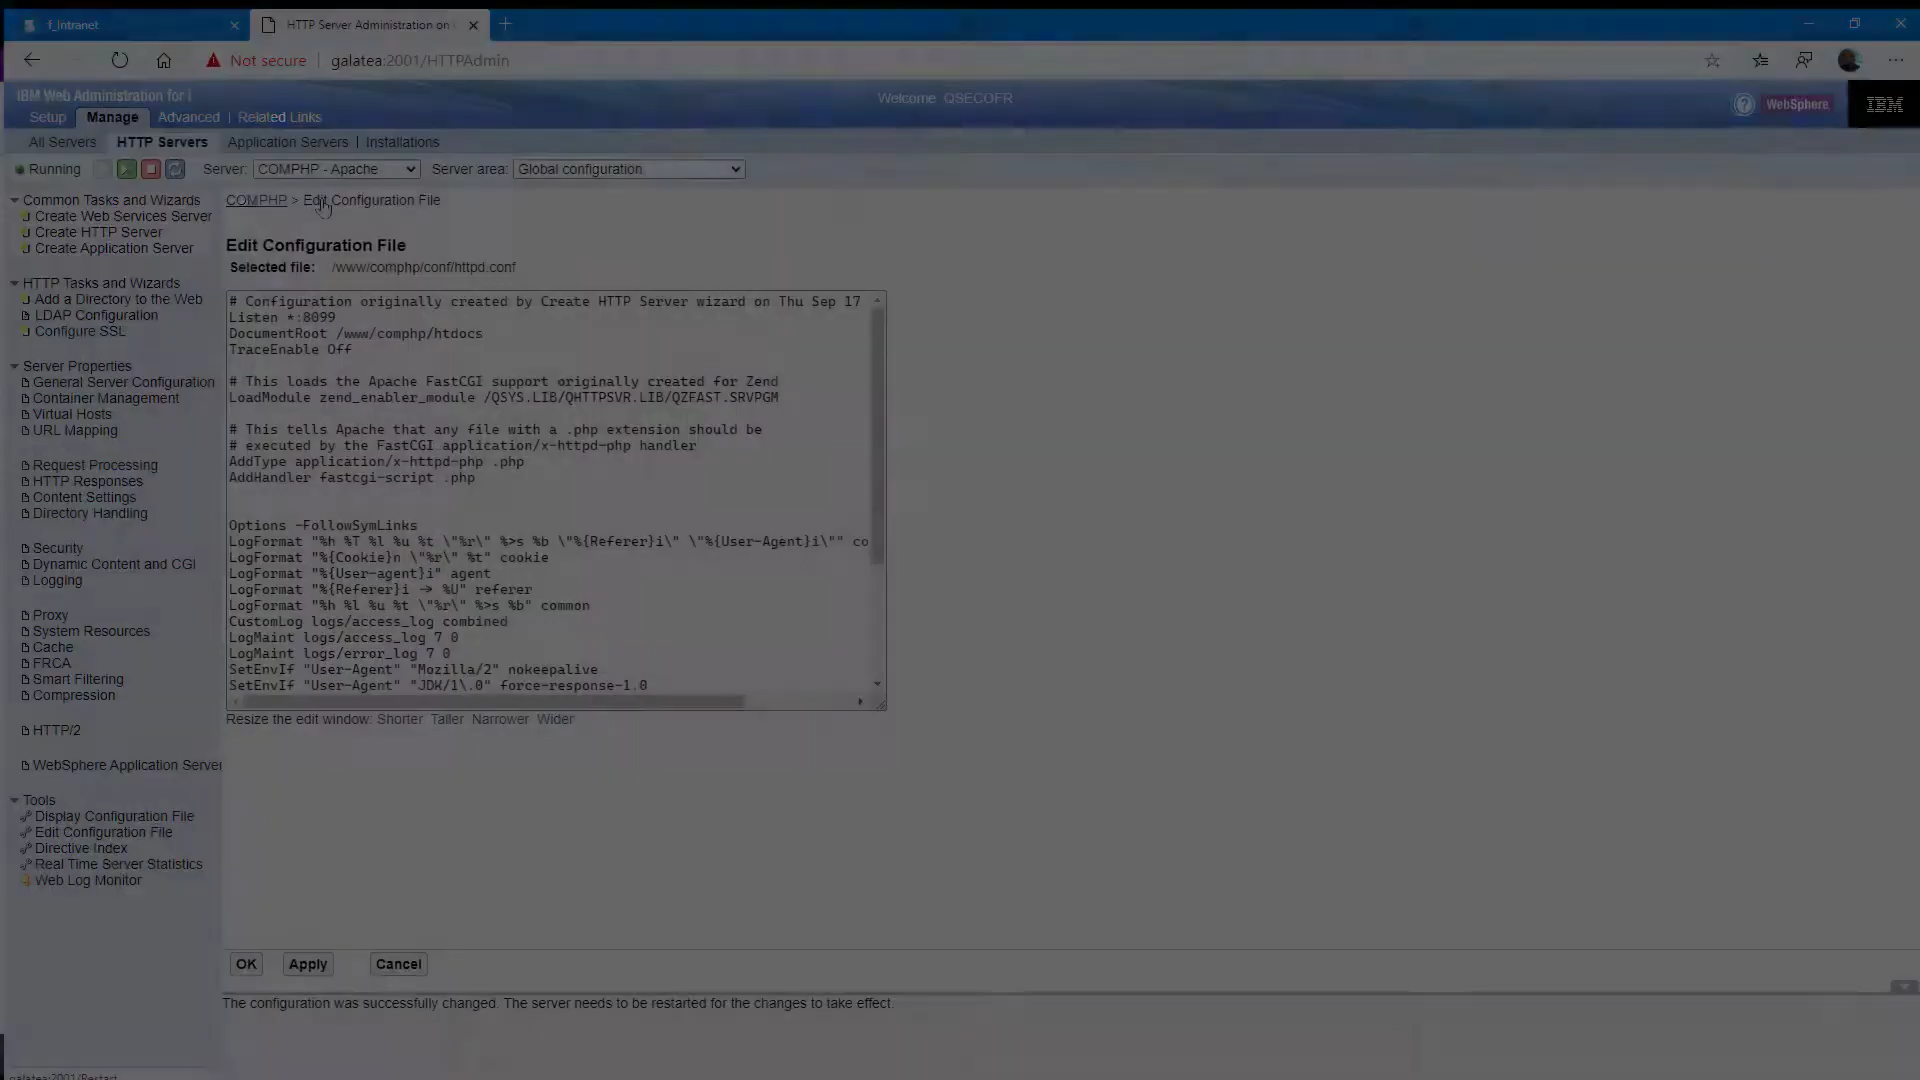 f_intranet
HTTP Server Administration on
Not secure galatea:2001/HTTPAdmin
IBM Web Administration for i
Welcome QSECOFR
WebSphere
IBM
Setup Manage Advanced | Related Links
All Servers HTTP Servers Application Servers | Installations
Running Server: COMPHP - Apache Server area: Global configuration
Common Tasks and Wizards
Create Web Services Server
Create HTTP Server
Create Application Server
HTTP Tasks and Wizards
Add a Directory to the Web
LDAP Configuration
Configure SSL
Server Properties
General Server Configuration
Container Management
Virtual Hosts
URL Mapping
Request Processing
HTTP Responses
Content Settings
Directory Handling
Security
Dynamic Content and CGI
Logging
Proxy
System Resources
Cache
FRCA
Smart Filtering
Compression
HTTP/2
WebSphere Application Server
Tools
Display Configuration File
Edit Configuration File
Directive Index
Real Time Server Statistics
Web Log Monitor
COMPHP > Edit Configuration File
Edit Configuration File
Selected file: /www/comphp/conf/httpd.conf
# Configuration originally created by Create HTTP Server wizard on Thu Sep 17
Listen *:8099
DocumentRoot /www/comphp/htdocs
TraceEnable Off
# This loads the Apache FastCGI support originally created for Zend
LoadModule zend_enabler_module /QSYS.LIB/QHTTPSVR.LIB/QZFAST.SRVPGM
# This tells Apache that any file with a .php extension should be
# executed by the FastCGI application/x-httpd-php handler
AddType application/x-httpd-php .php
AddHandler fastcgi-script .php
Options -FollowSymLinks
LogFormat "%h %T %l %u %t \"%r\" %>s %b \"%{Referer}i\" \"%{User-Agent}i\"" co
LogFormat "%{Cookie}n \"%r\" %t" cookie
LogFormat "%{User-agent}i" agent
LogFormat "%{Referer}i -> %U" referer
LogFormat "%h %l %u %t \"%r\" %>s %b" common
CustomLog logs/access_log combined
LogMaint logs/access_log 7 0
LogMaint logs/error_log 7 0
SetEnvIf "User-Agent" "Mozilla/2" nokeepalive
SetEnvIf "User-Agent" "JDK/1\.0" force-response-1.0
Resize the edit window: Shorter Taller Narrower Wider
OK Apply Cancel
The configuration was successfully changed. The server needs to be restarted for the changes to take effect.
galatea:2001/Restart